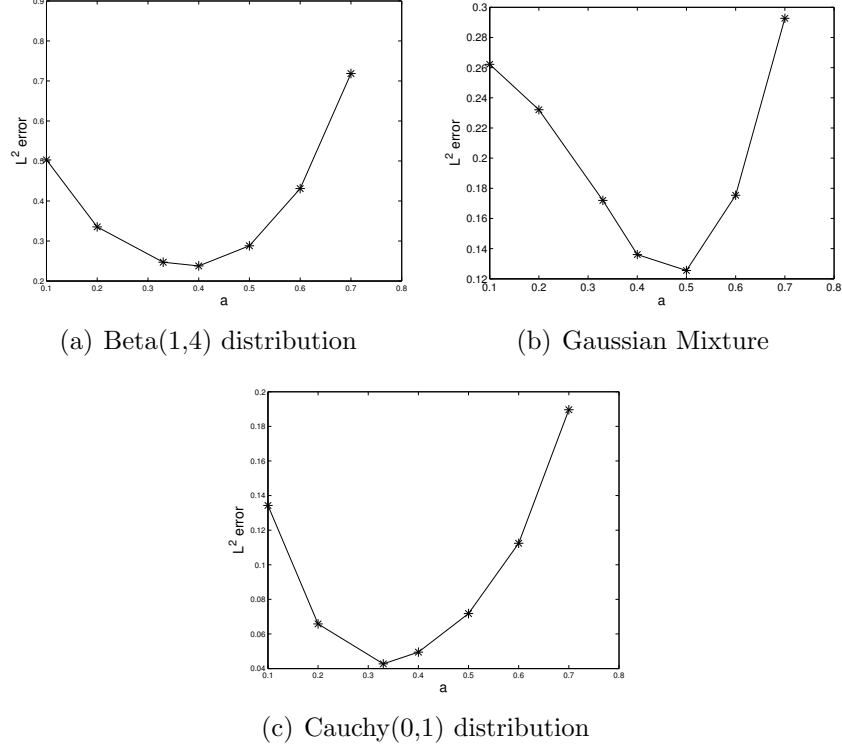 0.9
0.8
0.7
0.6
0.5
0.4
0.3
0.2
L² error
0.1 0.2 0.3 0.4 0.5 0.6 0.7 0.8
a
(a) Beta(1,4) distribution
0.3
0.28
0.26
0.24
0.22
0.2
0.18
0.16
0.14
0.12
L² error
0.1 0.2 0.3 0.4 0.5 0.6 0.7 0.8
a
(b) Gaussian Mixture
0.2
0.18
0.16
0.14
0.12
0.1
0.08
0.06
0.04
L² error
0.1 0.2 0.3 0.4 0.5 0.6 0.7 0.8
a
(c) Cauchy(0,1) distribution